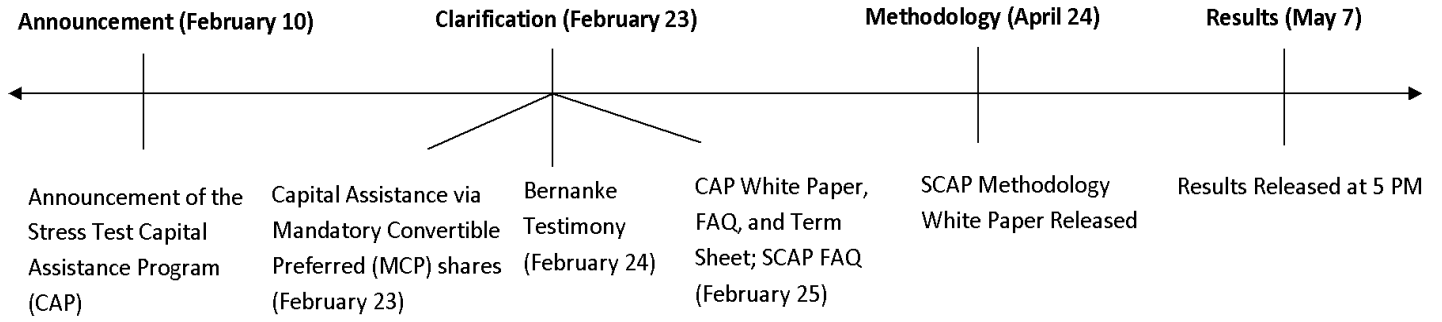 Announcement (February 10)
Clarification (February 23)
Methodology (April 24)
Results (May 7)
Announcement of the
Stress Test Capital
Assistance Program
(CAP)
Capital Assistance via
Mandatory Convertible
Preferred (MCP) shares
(February 23)
Bernanke
Testimony
(February 24)
CAP White Paper,
FAQ, and Term
Sheet; SCAP FAQ
(February 25)
SCAP Methodology
White Paper Released
Results Released at 5 PM